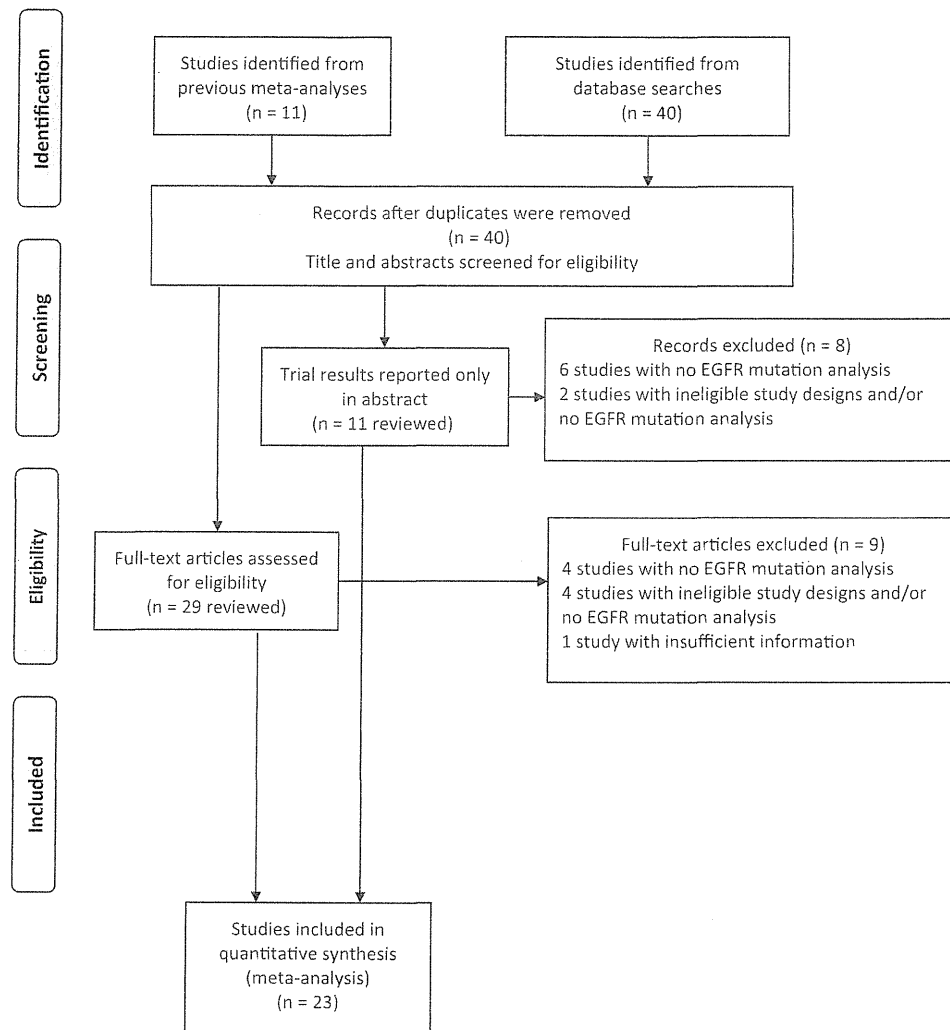 Identification
Studies identified from
previous meta-analyses
(n = 11)
Studies identified from
database searches
(n = 40)
Records after duplicates were removed
(n = 40)
Title and abstracts screened for eligibility
Screening
Trial results reported only
in abstract
(n = 11 reviewed)
Records excluded (n = 8)
6 studies with no EGFR mutation analysis
2 studies with ineligible study designs and/or
no EGFR mutation analysis
Eligibility
Full-text articles assessed
for eligibility
(n = 29 reviewed)
Full-text articles excluded (n = 9)
4 studies with no EGFR mutation analysis
4 studies with ineligible study designs and/or
no EGFR mutation analysis
1 study with insufficient information
Included
Studies included in
quantitative synthesis
(meta-analysis)
(n = 23)